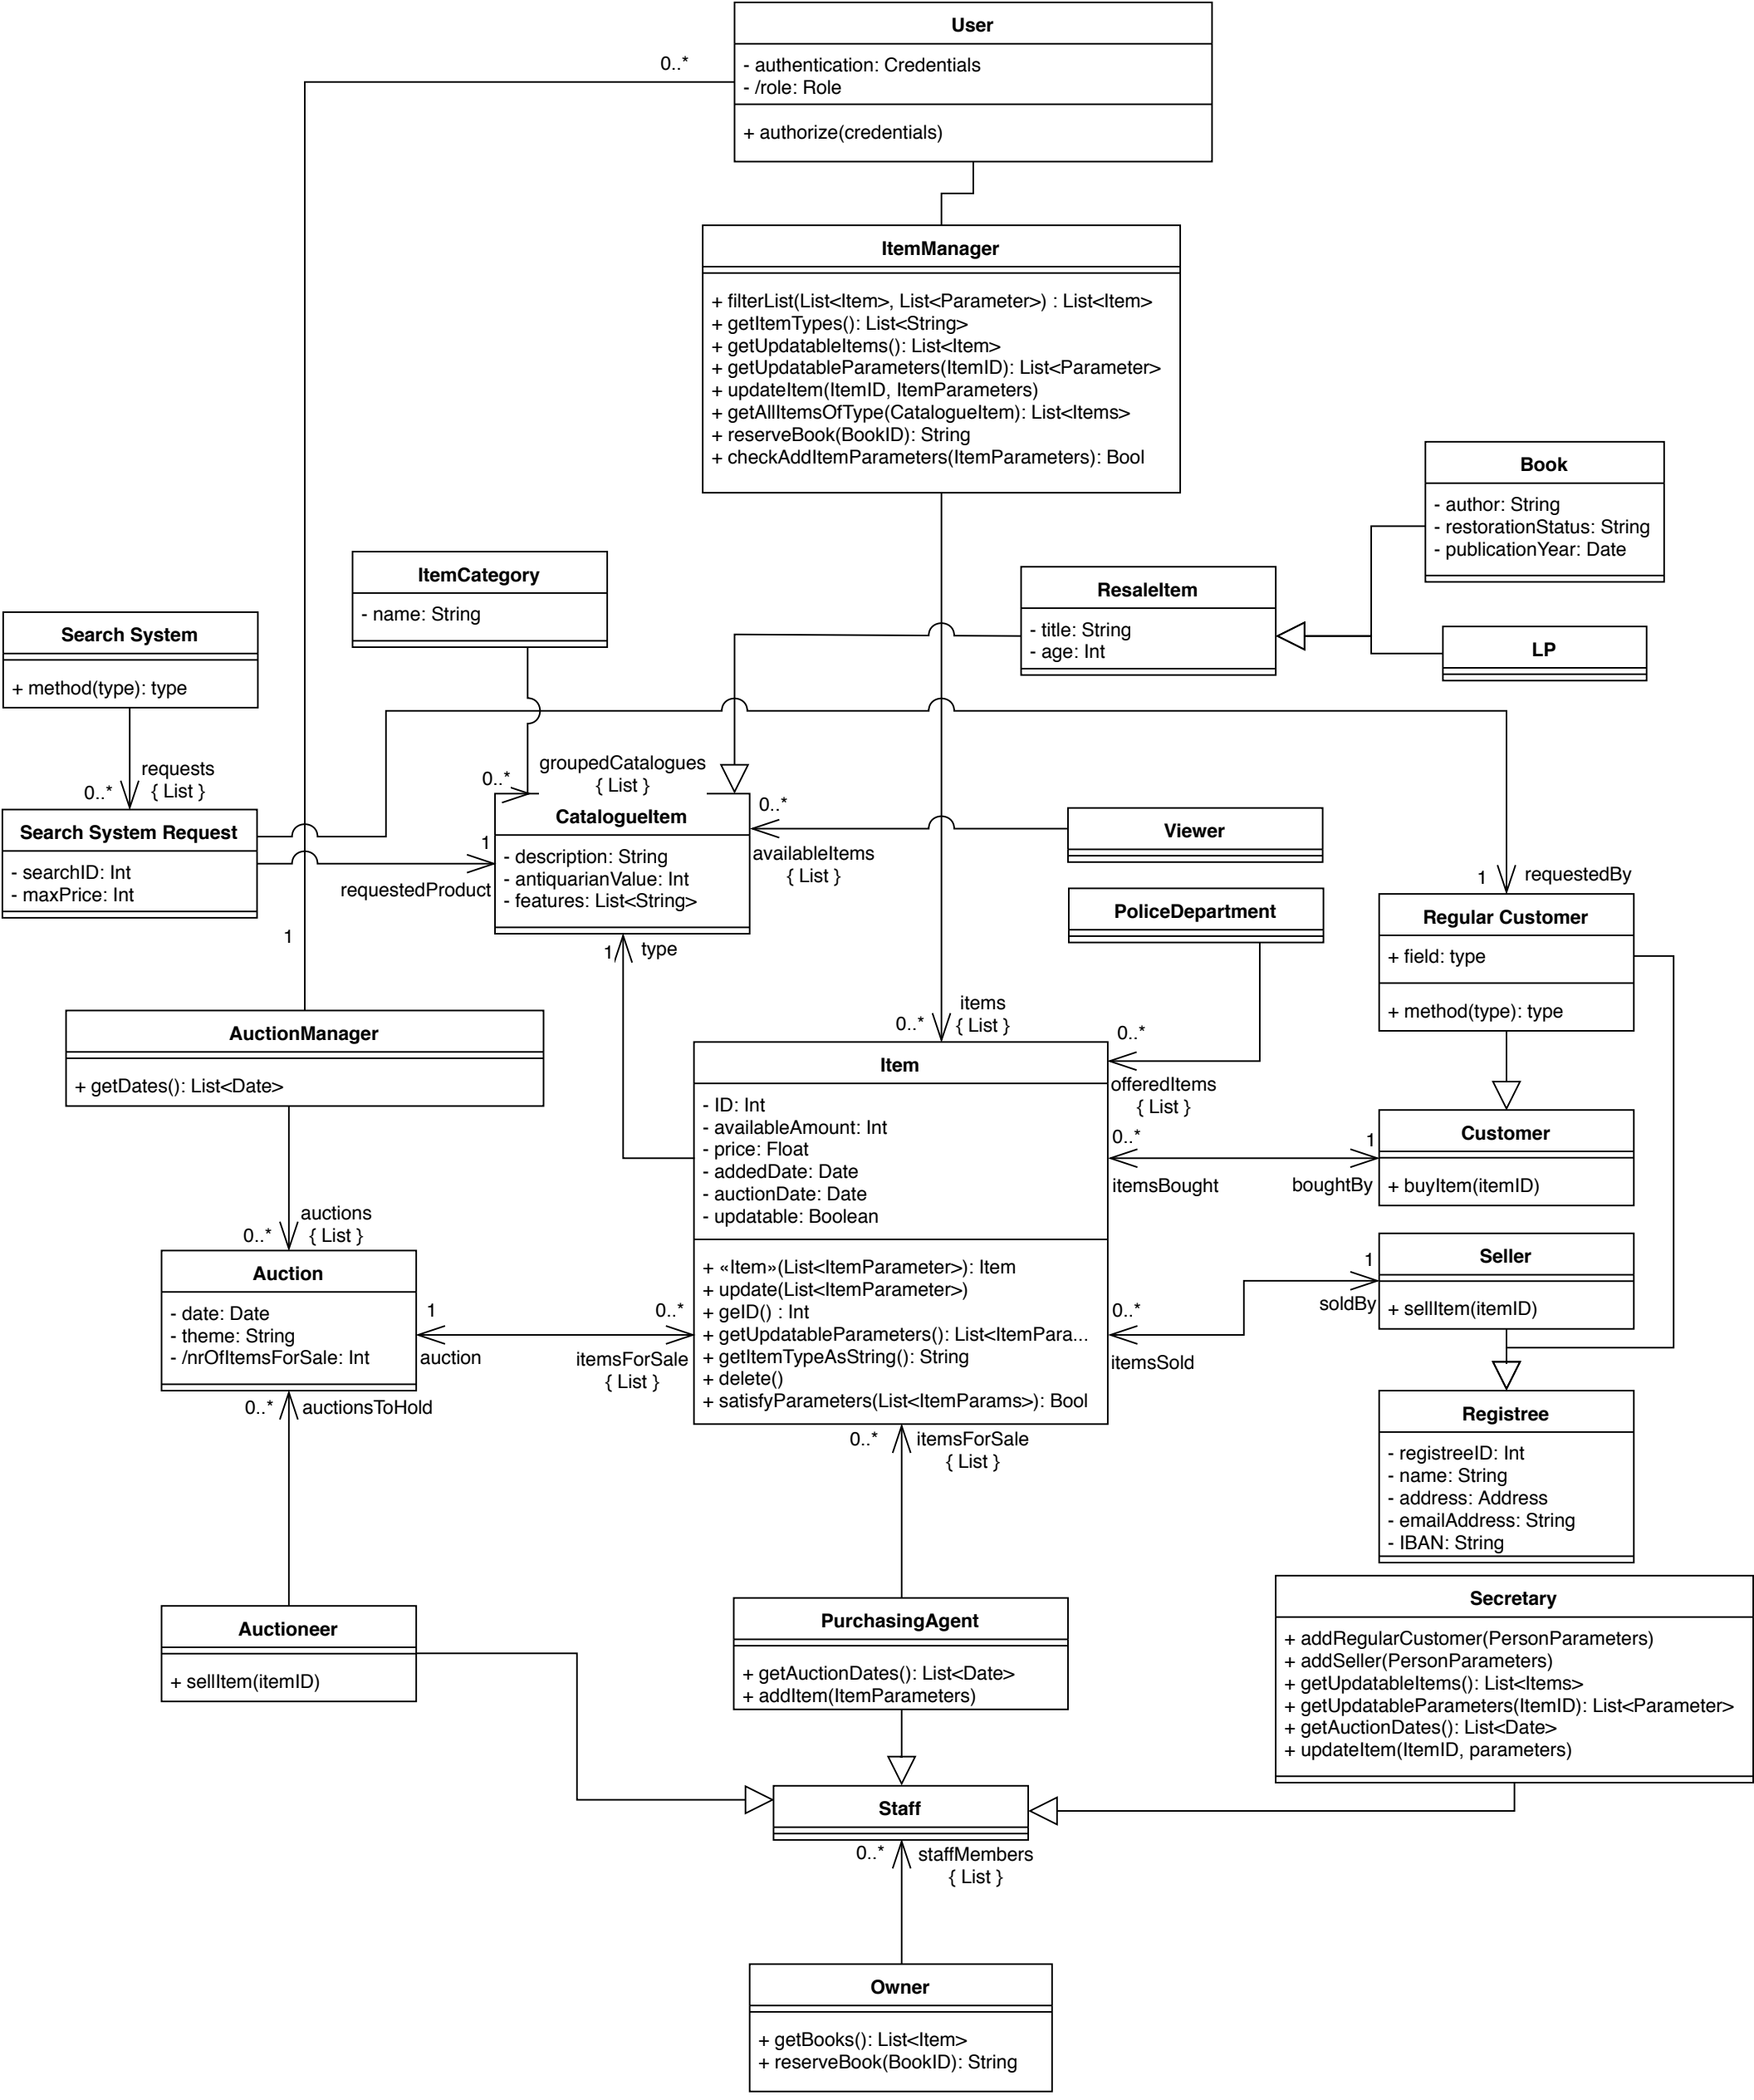 User
0..*
- authentication: Credentials
- /role: Role
+ authorize(credentials)
ItemManager
+ filterList(List<Item>, List<Parameter>) : List<Item>
+ getItemTypes(): List<String>
+ getUpdatableItems(): List<Item>
+ getUpdatableParameters(ItemID): List<Parameter>
+ updateItem(ItemID, ItemParameters)
+ getAllItemsOfType(CatalogueItem): List<Items>
+ reserveBook(BookID): String
+ checkAddItemParameters(ItemParameters): Bool
Book
- author: String
- restorationStatus: String
- publicationYear: Date
ItemCategory
- name: String
ResaleItem
- title: String
- age: Int
LP
Search System
+ method(type): type
requests
{ List }
0..*
groupedCatalogues
{ List }
0..*
Search System Request
- searchID: Int
- maxPrice: Int
1
requestedProduct
CatalogueItem
- description: String
- antiquarianValue: Int
- features: List<String>
0..*
availableItems
{ List }
Viewer
PoliceDepartment
1
requestedBy
Regular Customer
+ field: type
+ method(type): type
1
1
type
AuctionManager
+ getDates(): List<Date>
items
{ List }
0..*
0..*
offeredItems
{ List }
Item
- ID: Int
- availableAmount: Int
- price: Float
- addedDate: Date
- auctionDate: Date
- updatable: Boolean
+ «Item»(List<ItemParameter>): Item
+ update(List<ItemParameter>)
+ geID() : Int
+ getUpdatableParameters(): List<ItemPara...
+ getItemTypeAsString(): String
+ delete()
+ satisfyParameters(List<ItemParams>): Bool
0..*
itemsBought
1
boughtBy
Customer
+ buyItem(itemID)
auctions
{ List }
0..*
Auction
- date: Date
- theme: String
- /nrOfItemsForSale: Int
1
auction
0..*
itemsForSale
{ List }
0..*
itemsSold
1
soldBy
Seller
+ sellItem(itemID)
0..*
auctionsToHold
0..*
itemsForSale
{ List }
Registree
- registreeID: Int
- name: String
- address: Address
- emailAddress: String
- IBAN: String
Auctioneer
+ sellItem(itemID)
PurchasingAgent
+ getAuctionDates(): List<Date>
+ addItem(ItemParameters)
Secretary
+ addRegularCustomer(PersonParameters)
+ addSeller(PersonParameters)
+ getUpdatableItems(): List<Items>
+ getUpdatableParameters(ItemID): List<Parameter>
+ getAuctionDates(): List<Date>
+ updateItem(ItemID, parameters)
Staff
0..*
staffMembers
{ List }
Owner
+ getBooks(): List<Item>
+ reserveBook(BookID): String